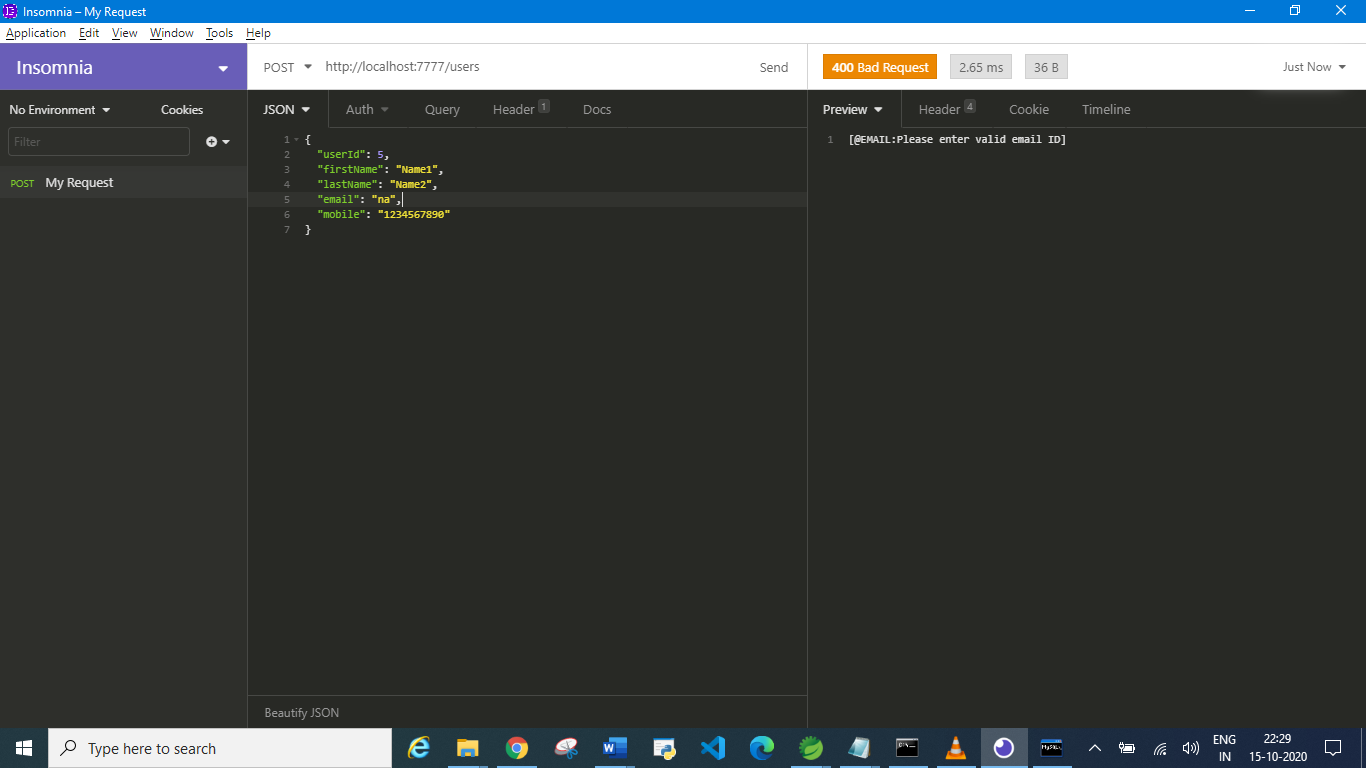 Insomnia – My Request
Application Edit View Window Tools Help
Insomnia
POST http://localhost:7777/users Send
400 Bad Request 2.65 ms 36 B Just Now
No Environment Cookies
JSON Auth Query Header 1 Docs
Preview Header 4 Cookie Timeline
Filter
POST My Request
1 {
2 "userId": 5,
3 "firstName": "Name1",
4 "lastName": "Name2",
5 "email": "na",
6 "mobile": "1234567890"
7 }
1 [@EMAIL:Please enter valid email ID]
Beautify JSON
Type here to search
ENG
IN
22:29
15-10-2020